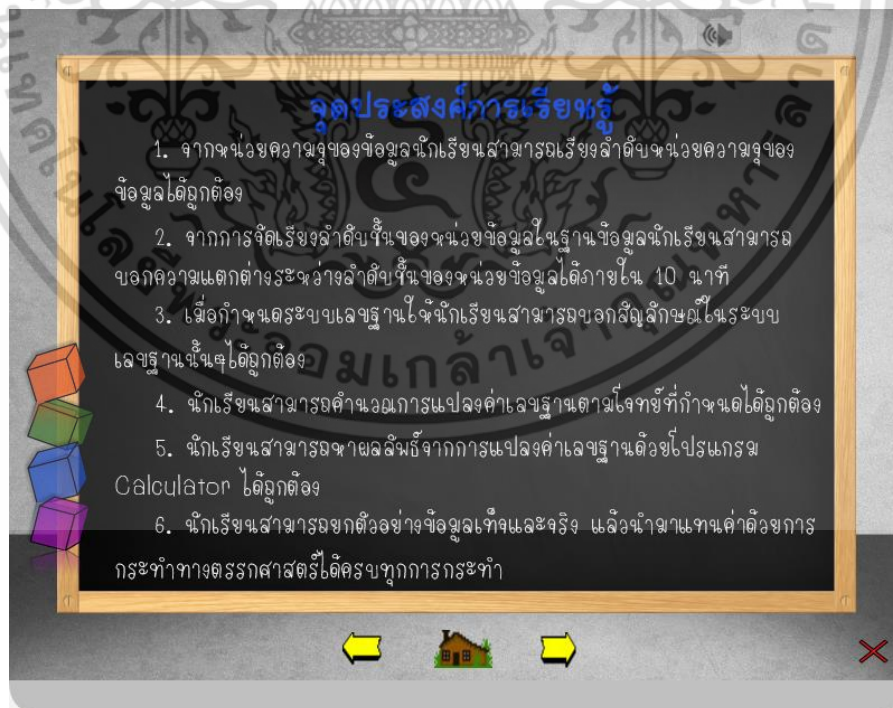 จุดประสงค์การเรียนรู้
1. จากหน่วยความจุของข้อมูลนักเรียนสามารถเรียงลำดับหน่วยความจุของ
ข้อมูลได้ถูกต้อง
2. จากการจัดเรียงลำดับชั้นของหน่วยข้อมูลในฐานข้อมูลนักเรียนสามารถ
บอกความแตกต่างระหว่างลำดับชั้นของหน่วยข้อมูลได้ภายใน 10 นาที
3. เมื่อกำหนดระบบเลขฐานให้นักเรียนสามารถบอกสัญลักษณ์ในระบบ
เลขฐานนั้นๆได้ถูกต้อง
4. นักเรียนสามารถคำนวณการแปลงค่าเลขฐานตามโจทย์ที่กำหนดได้ถูกต้อง
5. นักเรียนสามารถหาผลลัพธ์จากการแปลงค่าเลขฐานด้วยโปรแกรม
Calculator ได้ถูกต้อง
6. นักเรียนสามารถยกตัวอย่างข้อมูลเท็จและจริง แล้วนำมาแทนค่าด้วยการ
กระทำทางตรรกศาสตร์ได้ครบทุกการกระทำ